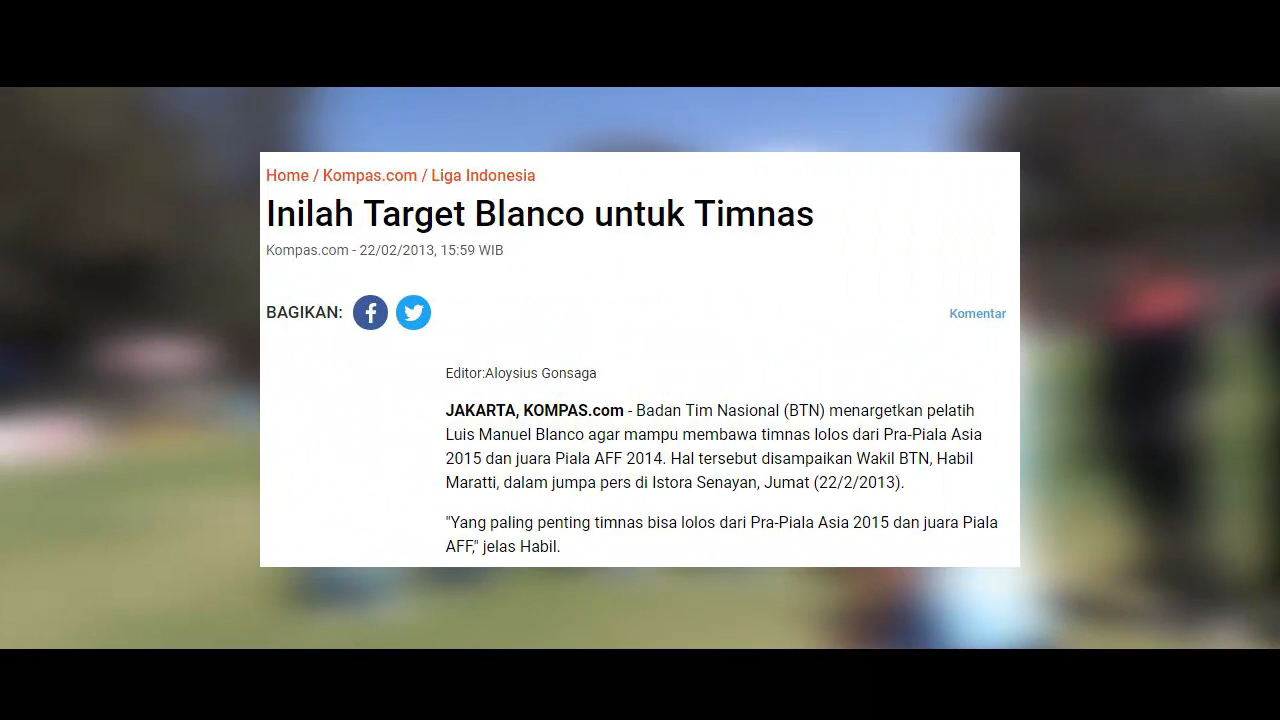 Home / Kompas.com / Liga Indonesia
Inilah Target Blanco untuk Timnas
Kompas.com - 22/02/2013, 15:59 WIB
BAGIKAN:
Komentar
Editor:Aloysius Gonsaga
JAKARTA, KOMPAS.com - Badan Tim Nasional (BTN) menargetkan pelatih
Luis Manuel Blanco agar mampu membawa timnas lolos dari Pra-Piala Asia
2015 dan juara Piala AFF 2014. Hal tersebut disampaikan Wakil BTN, Habil
Maratti, dalam jumpa pers di Istora Senayan, Jumat (22/2/2013).
"Yang paling penting timnas bisa lolos dari Pra-Piala Asia 2015 dan juara Piala
AFF," jelas Habil.